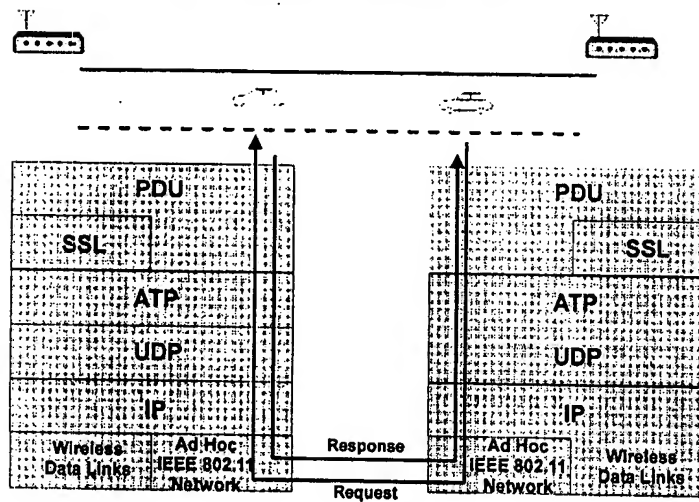 PDU
SSL
ATP
UDP
IP
Wireless
Data Links
Ad Hoc
IEEE 802.11
Network
Response
Request
PDU
SSL
ATP
UDP
IP
Ad Hoc
IEEE 802.11
Network
Wireless
Data Links